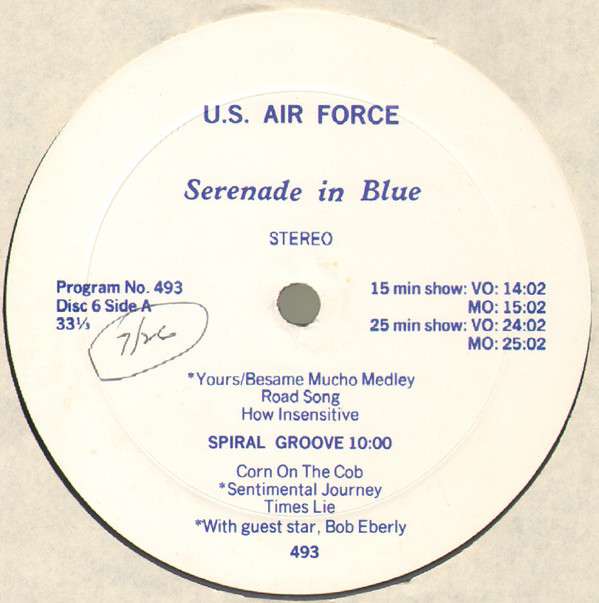 U.S. AIR FORCE
Serenade in Blue
STEREO
Program No. 493
Disc 6 Side A
33⅓
7/26
15 min show: VO: 14:02
MO: 15:02
25 min show: VO: 24:02
MO: 25:02
*Yours/Besame Mucho Medley
Road Song
How Insensitive
SPIRAL GROOVE 10:00
Corn On The Cob
*Sentimental Journey
Times Lie
*With guest star, Bob Eberly
493